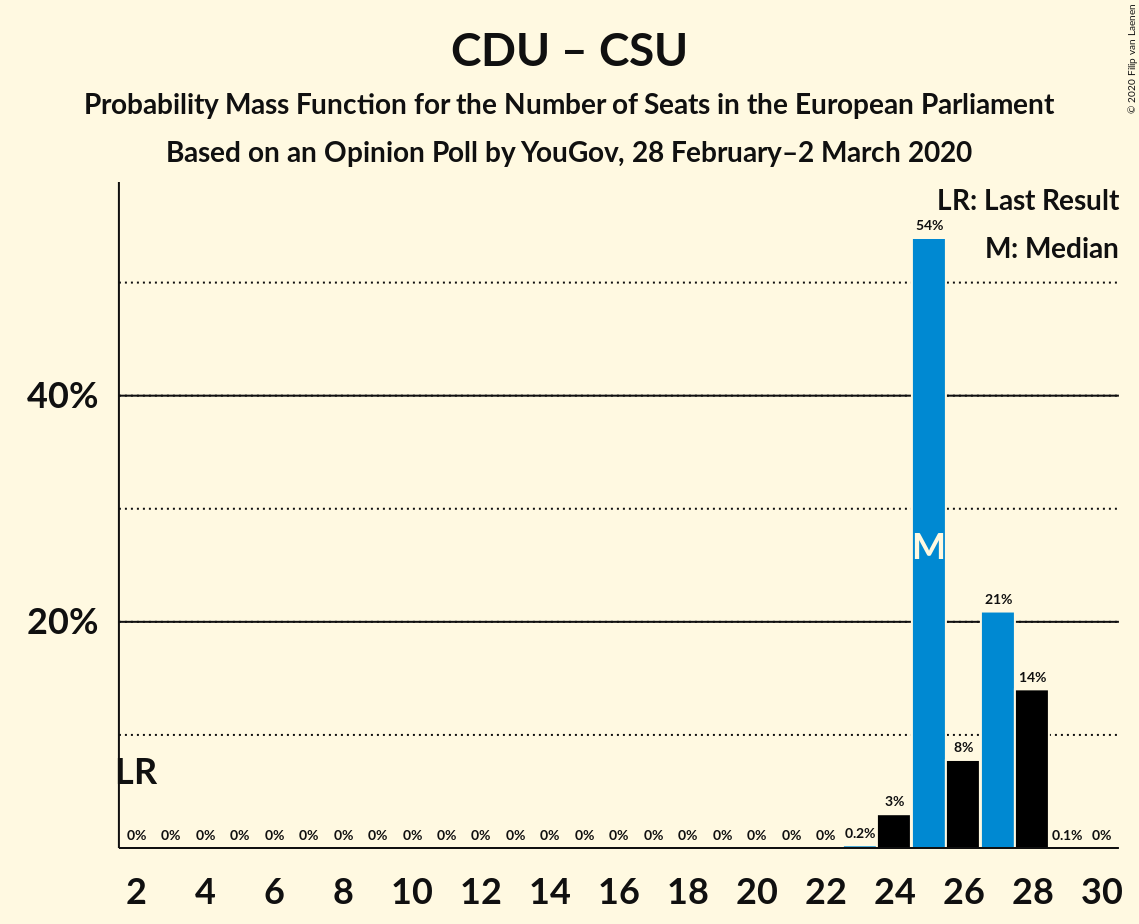 CDU – CSU
Probability Mass Function for the Number of Seats in the European Parliament
Based on an Opinion Poll by YouGov, 28 February–2 March 2020
© 2020 Filip van Laenen
LR: Last Result
M: Median
54%
40%
M
20%
21%
14%
8%
LR
3%
0% 0% 0% 0% 0% 0% 0% 0% 0% 0% 0% 0% 0% 0% 0% 0% 0% 0% 0% 0% 0% 0.2% 0.1% 0%
2 4 6 8 10 12 14 16 18 20 22 24 26 28 30